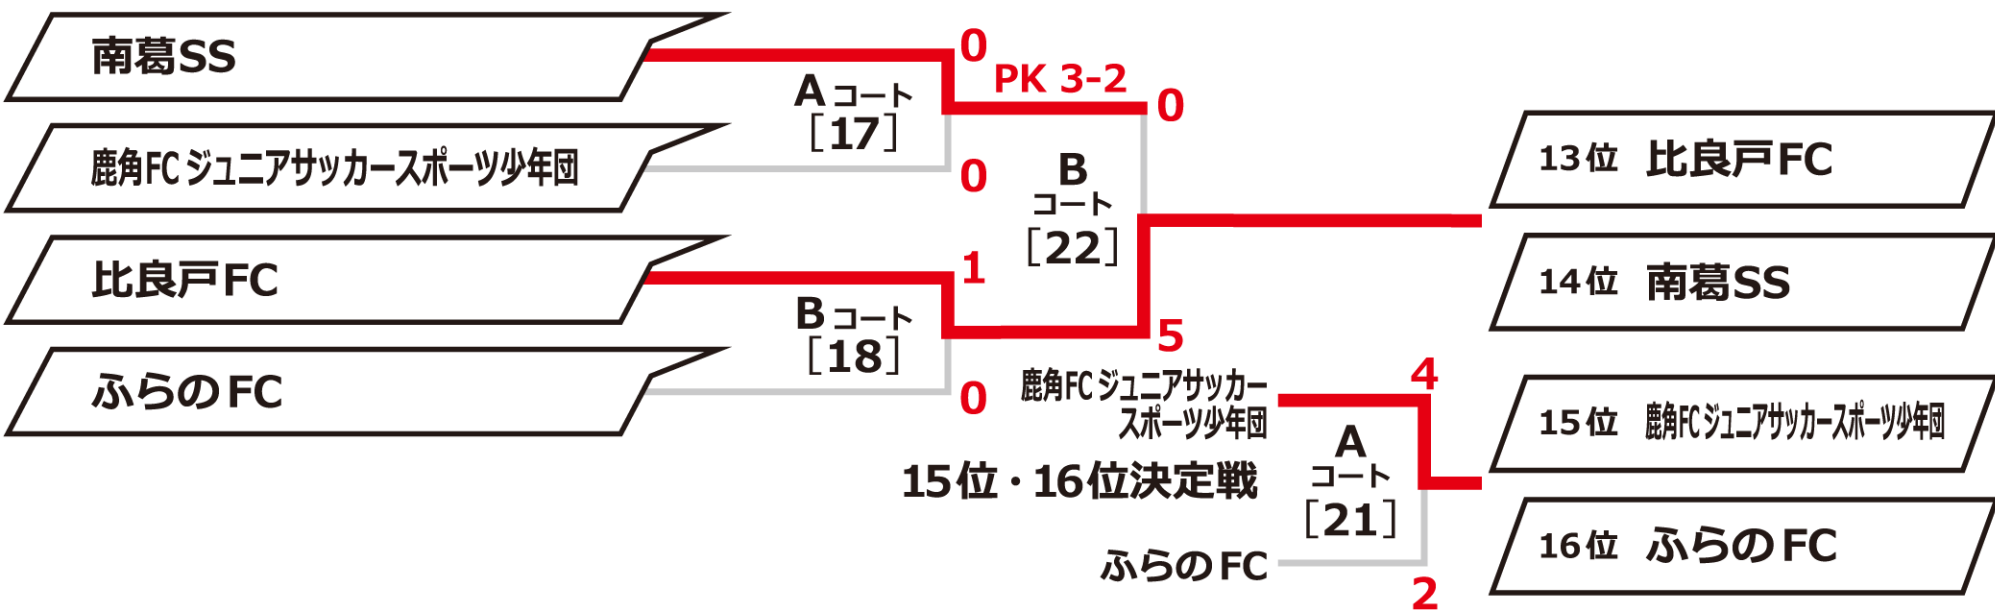 南葛SS
鹿角FC ジュニアサッカースポーツ少年団
比良戸FC
ふらのFC
0
PK 3-2
A コート
[17]
0
0
1
B コート
[18]
0
B
コート
[22]
5
鹿角FC ジュニアサッカー
スポーツ少年団
15位・16位決定戦
ふらのFC
4
A
コート
[21]
2
13位 比良戸FC
14位 南葛SS
15位 鹿角FC ジュニアサッカースポーツ少年団
16位 ふらのFC